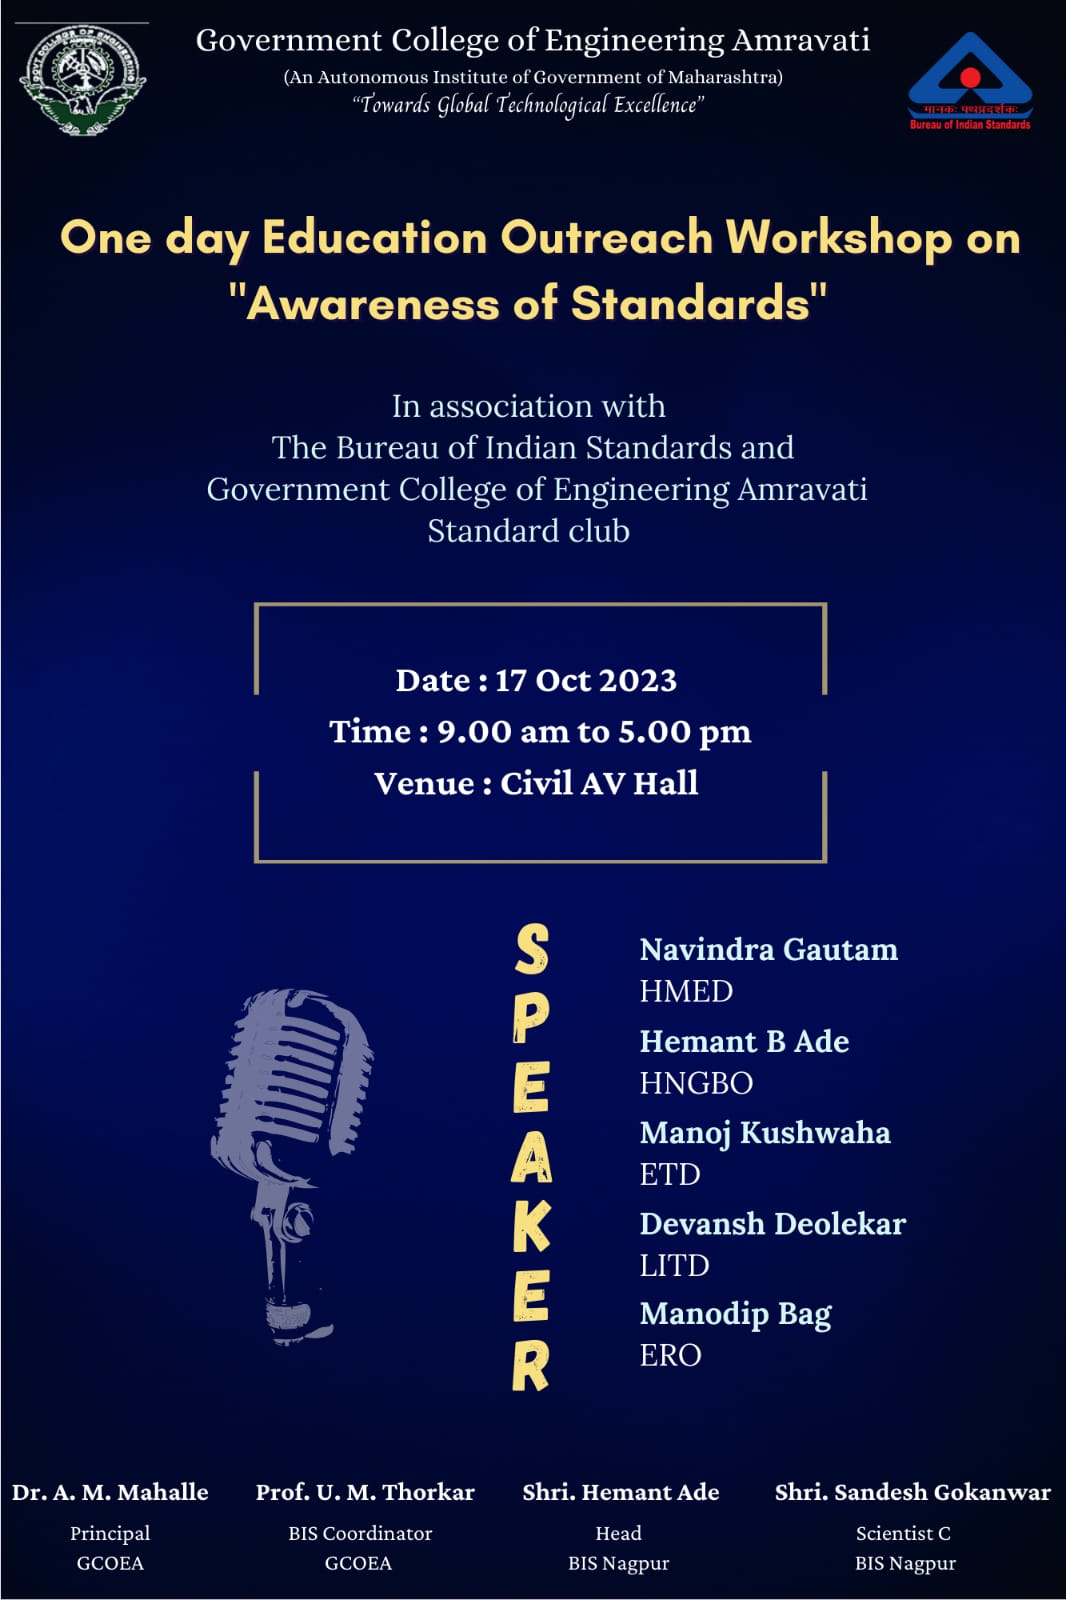 GOVT. COLLEGE OF ENGINEERING
Government College of Engineering Amravati
(An Autonomous Institute of Government of Maharashtra)
“Towards Global Technological Excellence”
मानकः पथप्रदर्शकः
Bureau of Indian Standards
One day Education Outreach Workshop on
"Awareness of Standards"
In association with
The Bureau of Indian Standards and
Government College of Engineering Amravati
Standard club
Date : 17 Oct 2023
Time : 9.00 am to 5.00 pm
Venue : Civil AV Hall
SPEAKER
Navindra Gautam
HMED
Hemant B Ade
HNGBO
Manoj Kushwaha
ETD
Devansh Deolekar
LITD
Manodip Bag
ERO
Dr. A. M. Mahalle
Principal
GCOEA
Prof. U. M. Thorkar
BIS Coordinator
GCOEA
Shri. Hemant Ade
Head
BIS Nagpur
Shri. Sandesh Gokanwar
Scientist C
BIS Nagpur